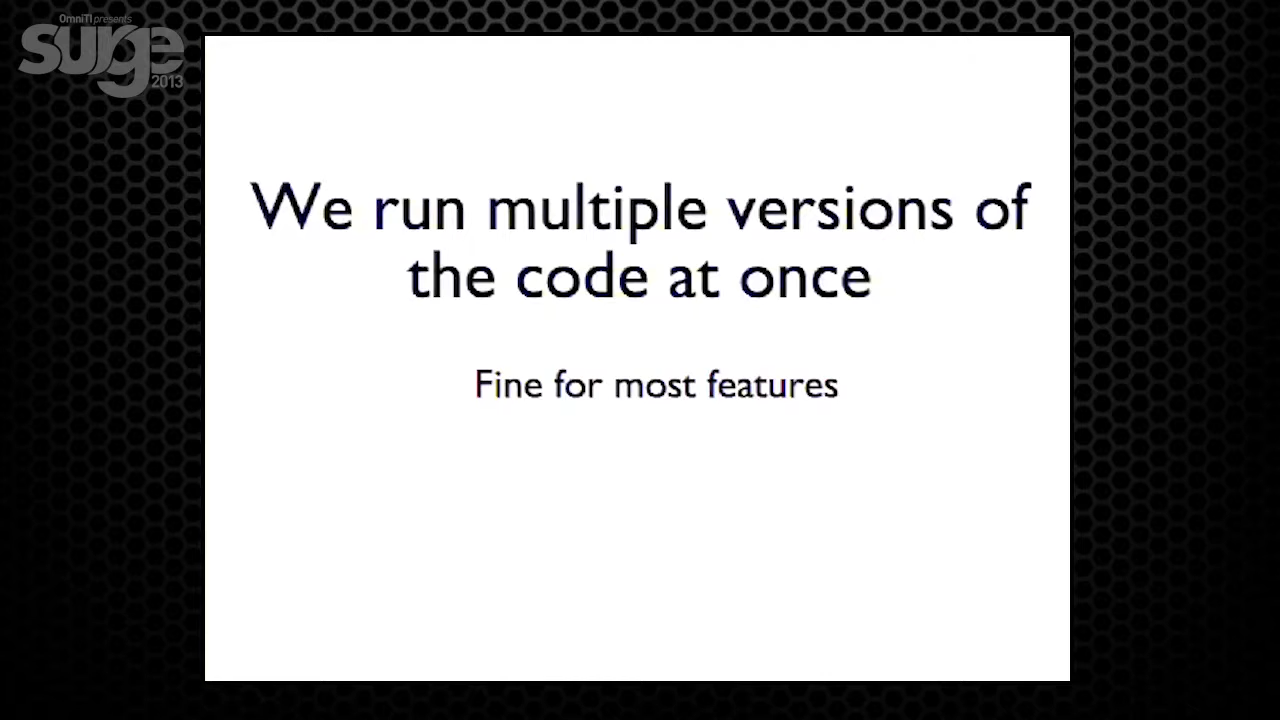 OmniTI presents
surge
2013
We run multiple versions of
the code at once
Fine for most features